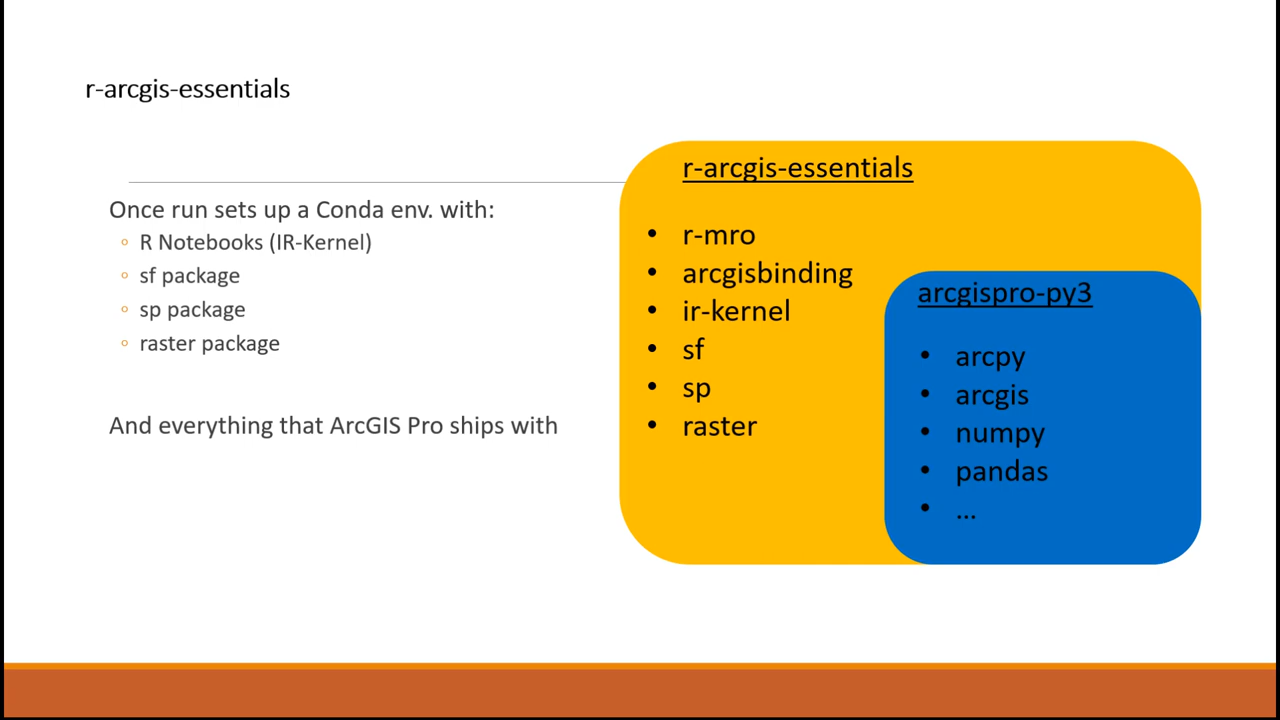 r-arcgis-essentials
Once run sets up a Conda env. with:
R Notebooks (IR-Kernel)
sf package
sp package
raster package
And everything that ArcGIS Pro ships with
r-arcgis-essentials
• r-mro
• arcgisbinding
• ir-kernel
• sf
• sp
• raster
arcgispro-py3
• arcpy
• arcgis
• numpy
• pandas
• ...